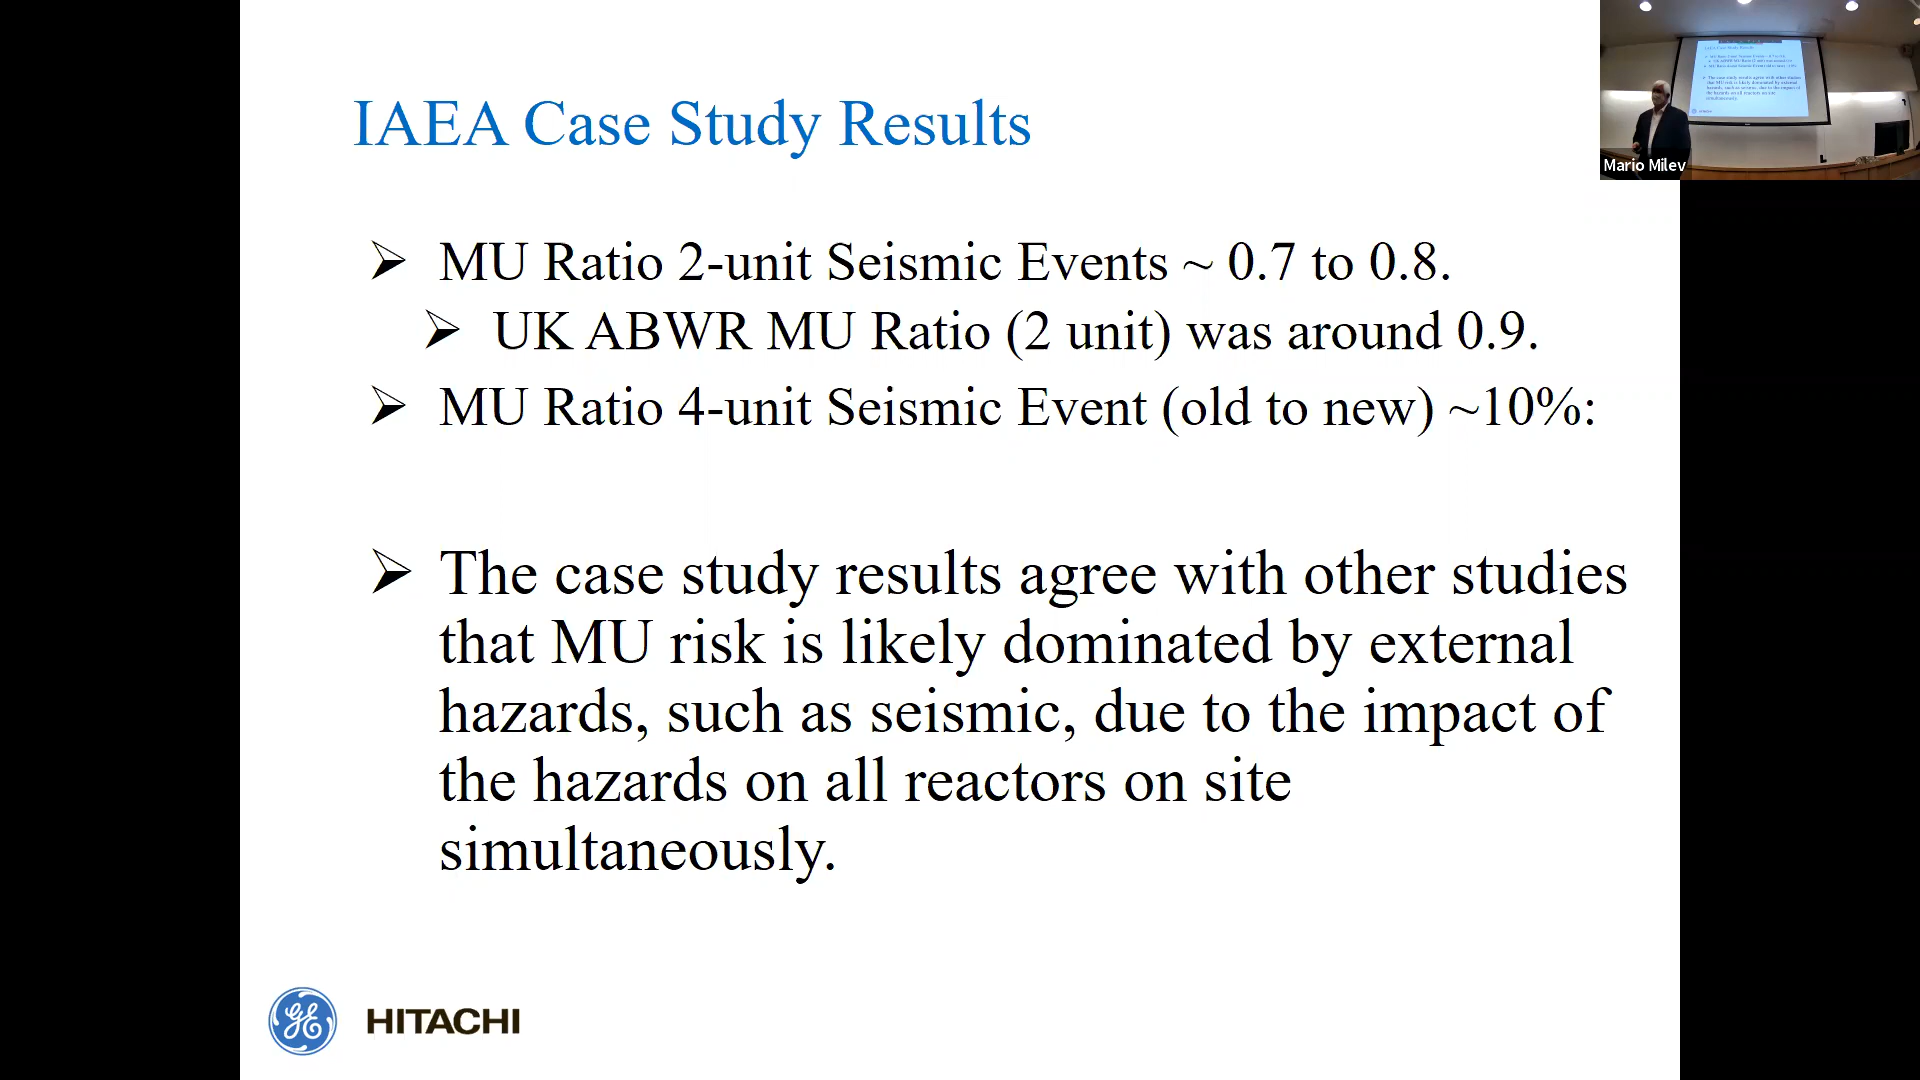 IAEA Case Study Results
Mario Milev
➢ MU Ratio 2-unit Seismic Events ~ 0.7 to 0.8.
➢ UK ABWR MU Ratio (2 unit) was around 0.9.
➢ MU Ratio 4-unit Seismic Event (old to new) ~10%:
➢ The case study results agree with other studies
that MU risk is likely dominated by external
hazards, such as seismic, due to the impact of
the hazards on all reactors on site
simultaneously.
GE HITACHI